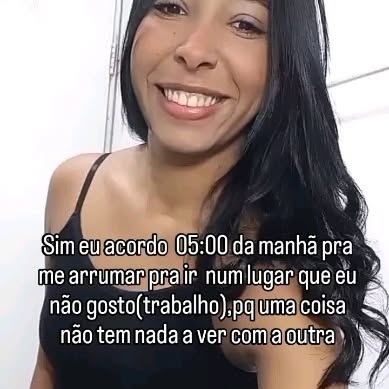 Sim eu acordo 05:00 da manhã pra
me arrumar pra ir num lugar que eu
não gosto(trabalho),pq uma coisa
não tem nada a ver com a outra